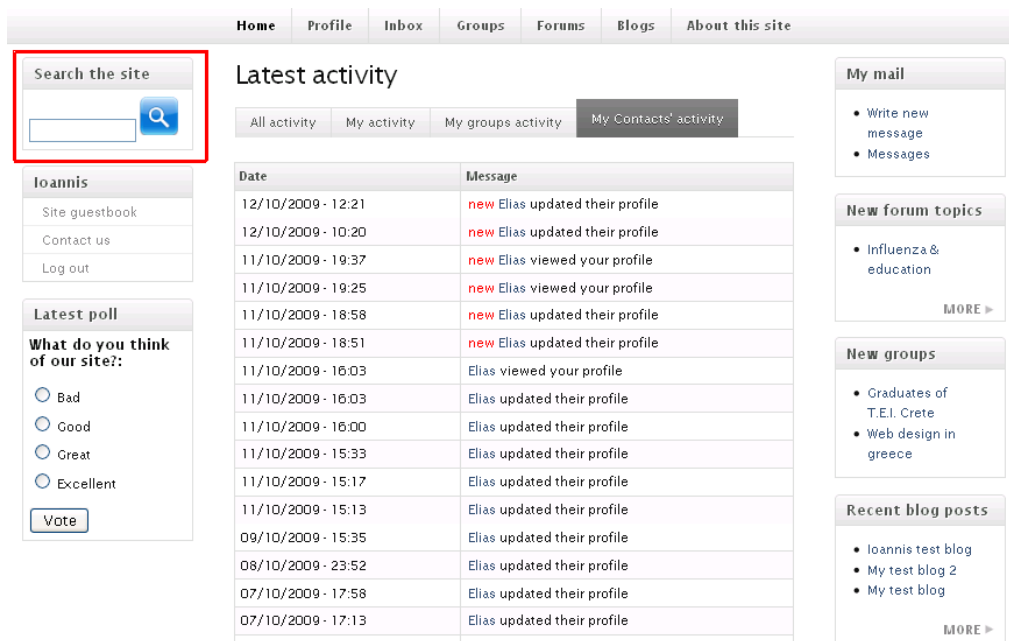 Home Profile Inbox Groups Forums Blogs About this site
Search the site
Ioannis
Site guestbook
Contact us
Log out
Latest poll
What do you think
of our site?:
Bad
Good
Great
Excellent
Vote
Latest activity
All activity My activity My groups activity My Contacts' activity
Date Message
12/10/2009 - 12:21 new Elias updated their profile
12/10/2009 - 10:20 new Elias updated their profile
11/10/2009 - 19:37 new Elias viewed your profile
11/10/2009 - 19:25 new Elias viewed your profile
11/10/2009 - 18:58 new Elias updated their profile
11/10/2009 - 18:51 new Elias updated their profile
11/10/2009 - 16:03 Elias viewed your profile
11/10/2009 - 16:03 Elias updated their profile
11/10/2009 - 16:00 Elias updated their profile
11/10/2009 - 15:33 Elias updated their profile
11/10/2009 - 15:17 Elias updated their profile
11/10/2009 - 15:13 Elias updated their profile
09/10/2009 - 15:35 Elias updated their profile
08/10/2009 - 23:52 Elias updated their profile
07/10/2009 - 17:58 Elias updated their profile
07/10/2009 - 17:13 Elias updated their profile
My mail
Write new
message
Messages
New forum topics
Influenza &
education
MORE
New groups
Graduates of
T.E.I. Crete
Web design in
greece
Recent blog posts
Ioannis test blog
My test blog 2
My test blog
MORE